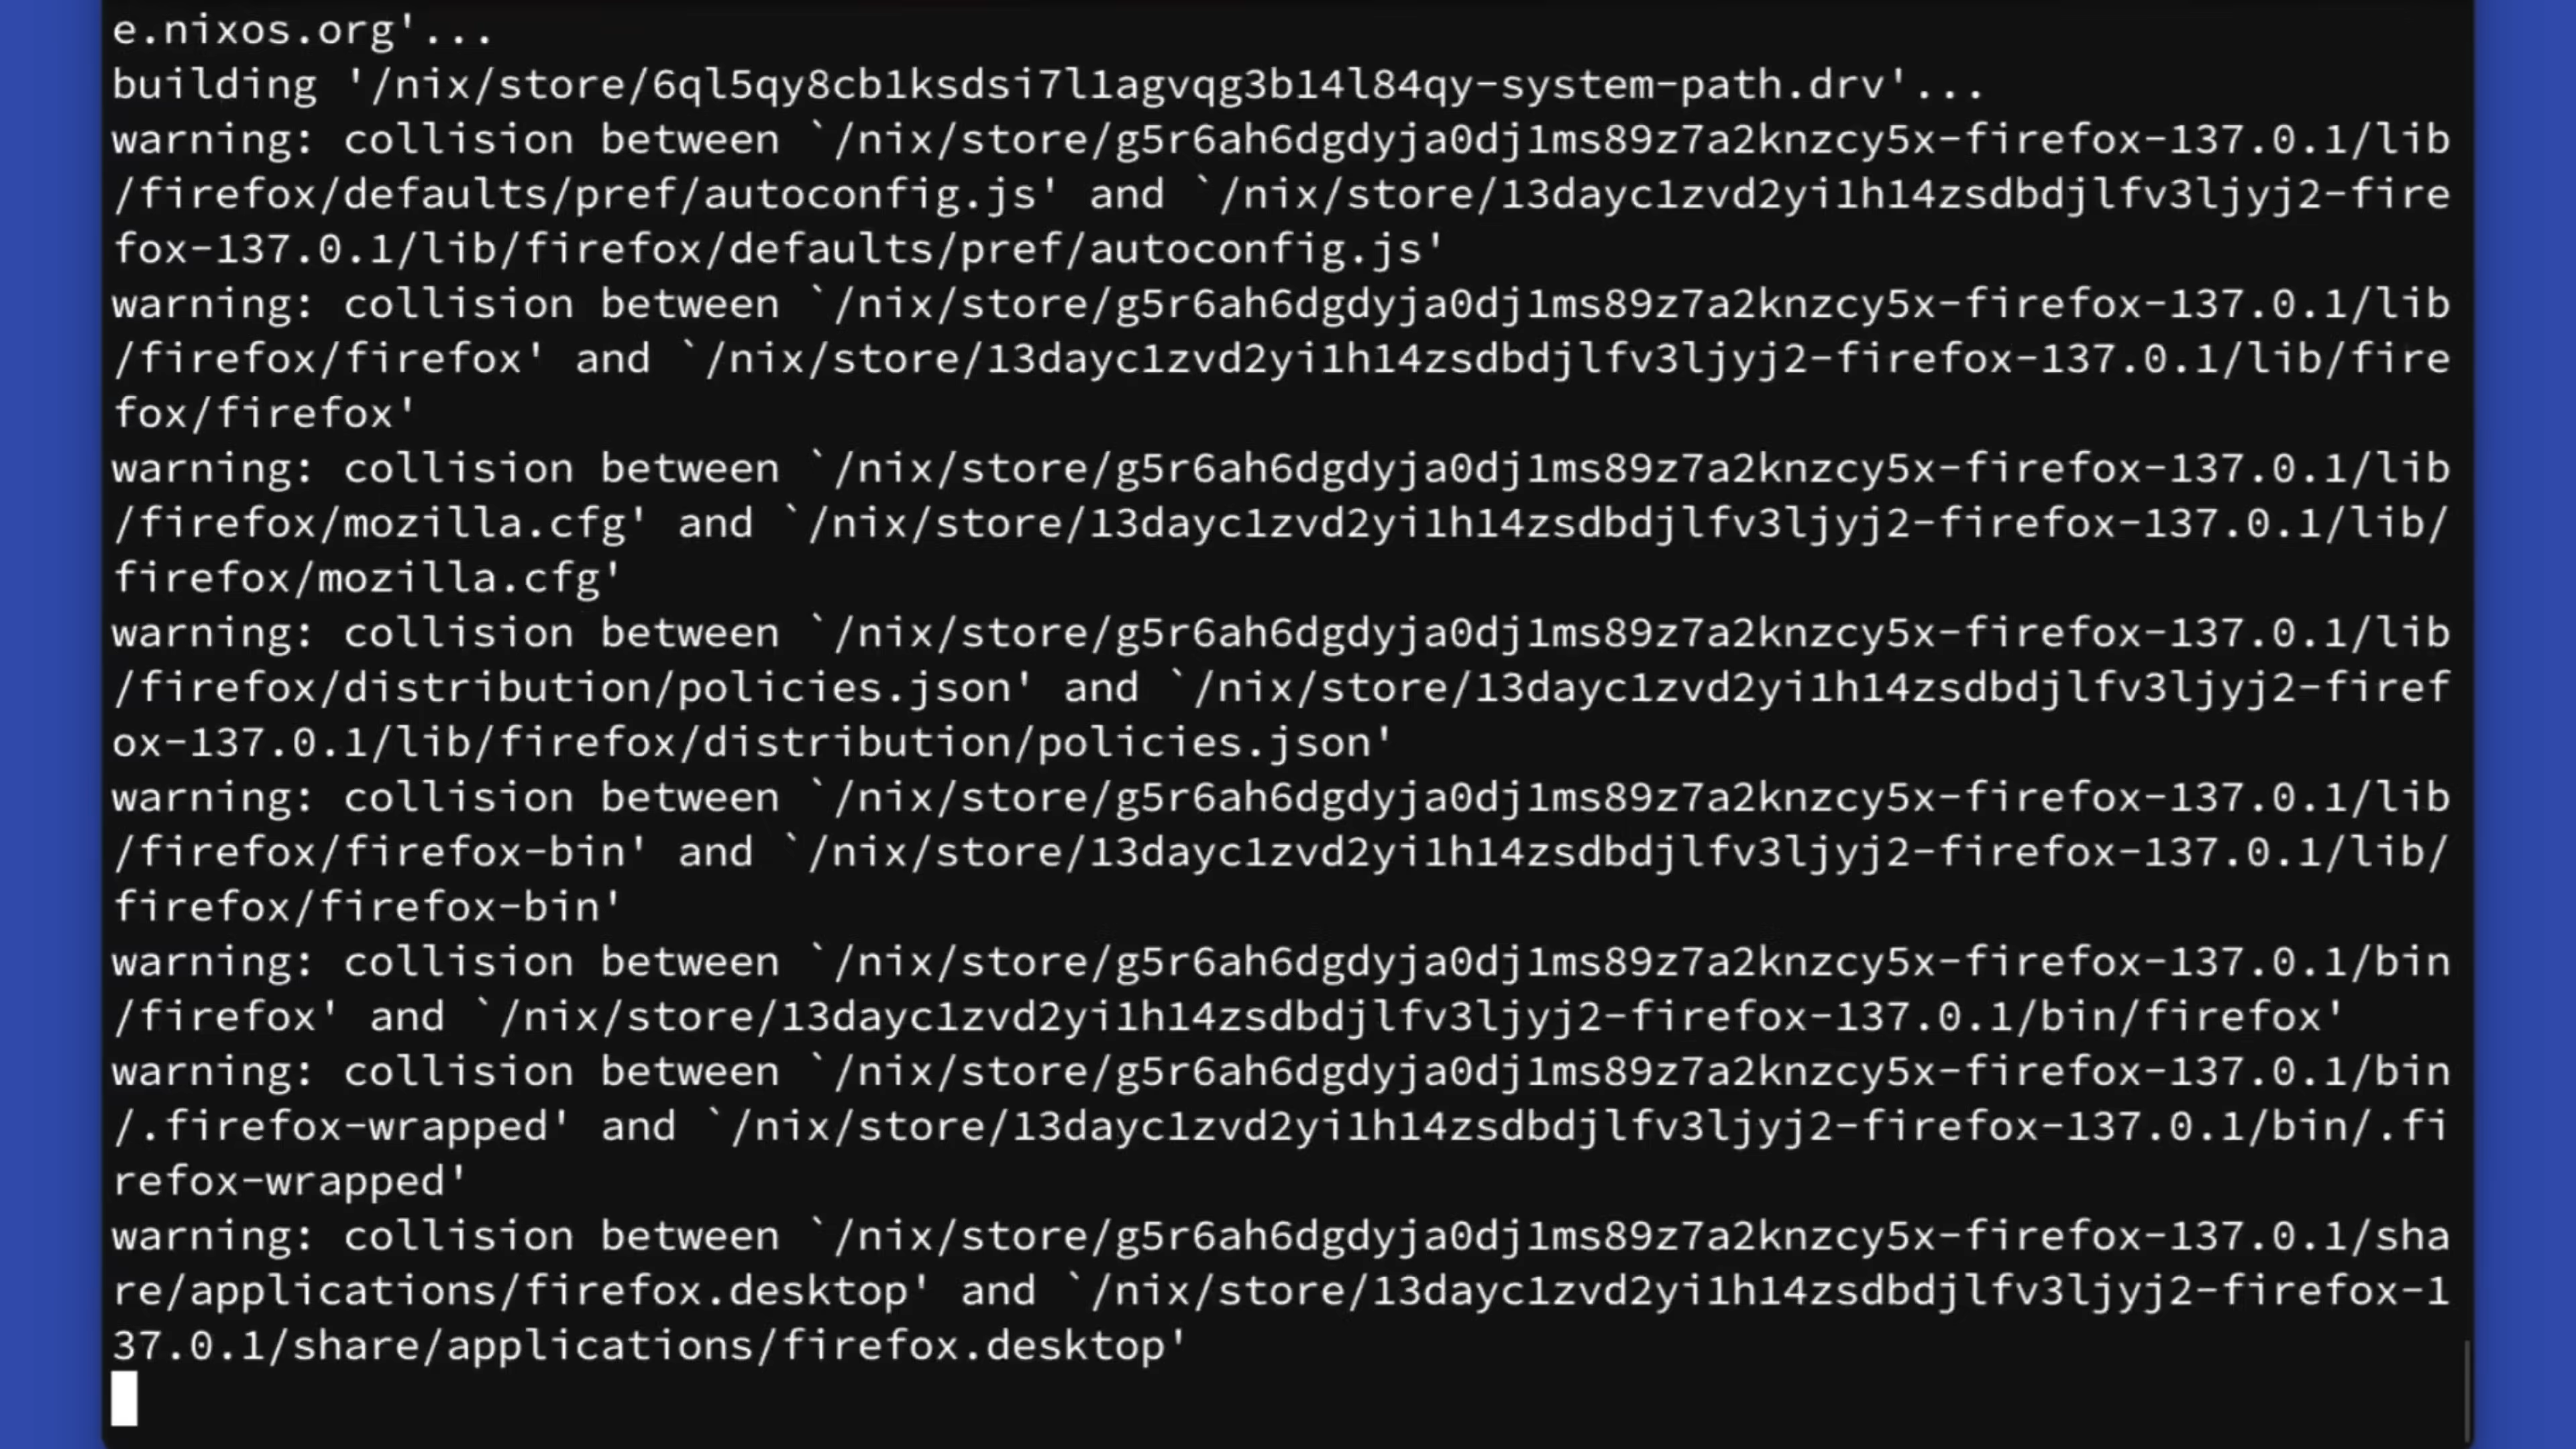 e.nixos.org'...
building '/nix/store/6ql5qy8cb1ksdsi7l1agvqg3b14l84qy-system-path.drv'...
warning: collision between `/nix/store/g5r6ah6dgdyja0dj1ms89z7a2knzcy5x-firefox-137.0.1/lib
/firefox/defaults/pref/autoconfig.js' and `/nix/store/13dayc1zvd2yi1h14zsdbdjlfv3ljyj2-fire
fox-137.0.1/lib/firefox/defaults/pref/autoconfig.js'
warning: collision between `/nix/store/g5r6ah6dgdyja0dj1ms89z7a2knzcy5x-firefox-137.0.1/lib
/firefox/firefox' and `/nix/store/13dayc1zvd2yi1h14zsdbdjlfv3ljyj2-firefox-137.0.1/lib/fire
fox/firefox'
warning: collision between `/nix/store/g5r6ah6dgdyja0dj1ms89z7a2knzcy5x-firefox-137.0.1/lib
/firefox/mozilla.cfg' and `/nix/store/13dayc1zvd2yi1h14zsdbdjlfv3ljyj2-firefox-137.0.1/lib/
firefox/mozilla.cfg'
warning: collision between `/nix/store/g5r6ah6dgdyja0dj1ms89z7a2knzcy5x-firefox-137.0.1/lib
/firefox/distribution/policies.json' and `/nix/store/13dayc1zvd2yi1h14zsdbdjlfv3ljyj2-firef
ox-137.0.1/lib/firefox/distribution/policies.json'
warning: collision between `/nix/store/g5r6ah6dgdyja0dj1ms89z7a2knzcy5x-firefox-137.0.1/lib
/firefox/firefox-bin' and `/nix/store/13dayc1zvd2yi1h14zsdbdjlfv3ljyj2-firefox-137.0.1/lib/
firefox/firefox-bin'
warning: collision between `/nix/store/g5r6ah6dgdyja0dj1ms89z7a2knzcy5x-firefox-137.0.1/bin
/firefox' and `/nix/store/13dayc1zvd2yi1h14zsdbdjlfv3ljyj2-firefox-137.0.1/bin/firefox'
warning: collision between `/nix/store/g5r6ah6dgdyja0dj1ms89z7a2knzcy5x-firefox-137.0.1/bin
/.firefox-wrapped' and `/nix/store/13dayc1zvd2yi1h14zsdbdjlfv3ljyj2-firefox-137.0.1/bin/.fi
refox-wrapped'
warning: collision between `/nix/store/g5r6ah6dgdyja0dj1ms89z7a2knzcy5x-firefox-137.0.1/sha
re/applications/firefox.desktop' and `/nix/store/13dayc1zvd2yi1h14zsdbdjlfv3ljyj2-firefox-1
37.0.1/share/applications/firefox.desktop'